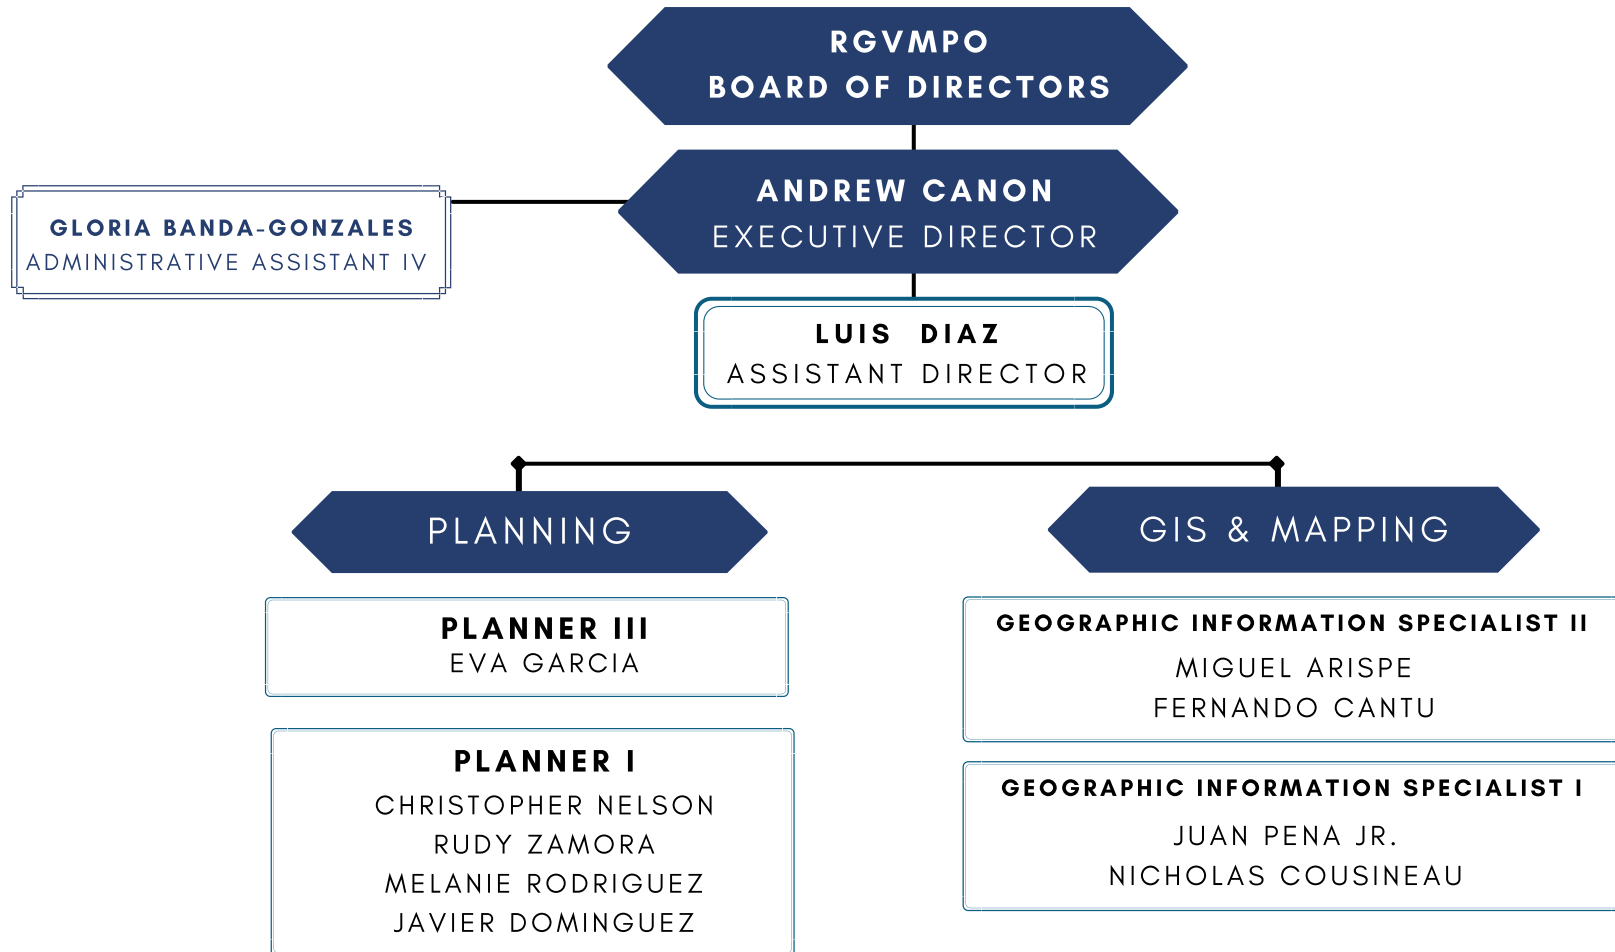 RGVMPO
BOARD OF DIRECTORS
ANDREW CANON
EXECUTIVE DIRECTOR
GLORIA BANDA-GONZALES
ADMINISTRATIVE ASSISTANT IV
LUIS DIAZ
ASSISTANT DIRECTOR
PLANNING
PLANNER III
EVA GARCIA
PLANNER I
CHRISTOPHER NELSON
RUDY ZAMORA
MELANIE RODRIGUEZ
JAVIER DOMINGUEZ
GIS & MAPPING
GEOGRAPHIC INFORMATION SPECIALIST II
MIGUEL ARISPE
FERNANDO CANTU
GEOGRAPHIC INFORMATION SPECIALIST I
JUAN PENA JR.
NICHOLAS COUSINEAU